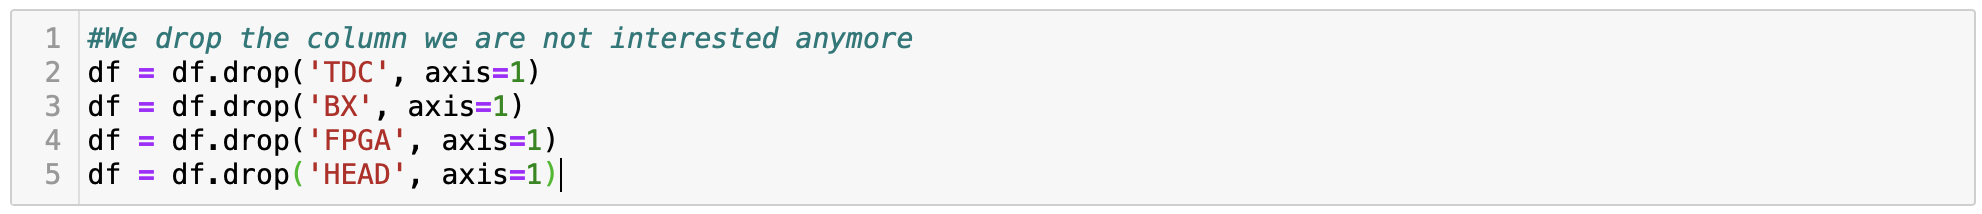 1 #We drop the column we are not interested anymore
2 df = df.drop('TDC', axis=1)
3 df = df.drop('BX', axis=1)
4 df = df.drop('FPGA', axis=1)
5 df = df.drop('HEAD', axis=1)